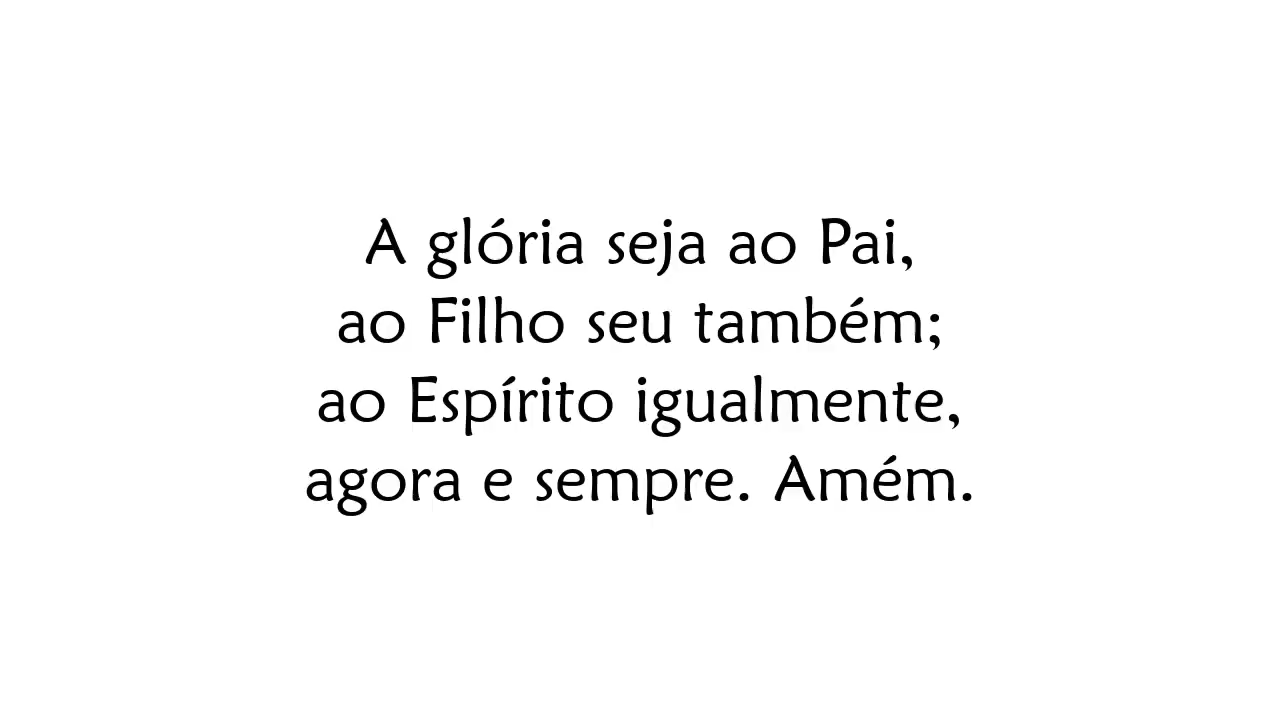 A glória seja ao Pai,
ao Filho seu também;
ao Espírito igualmente,
agora e sempre. Amém.